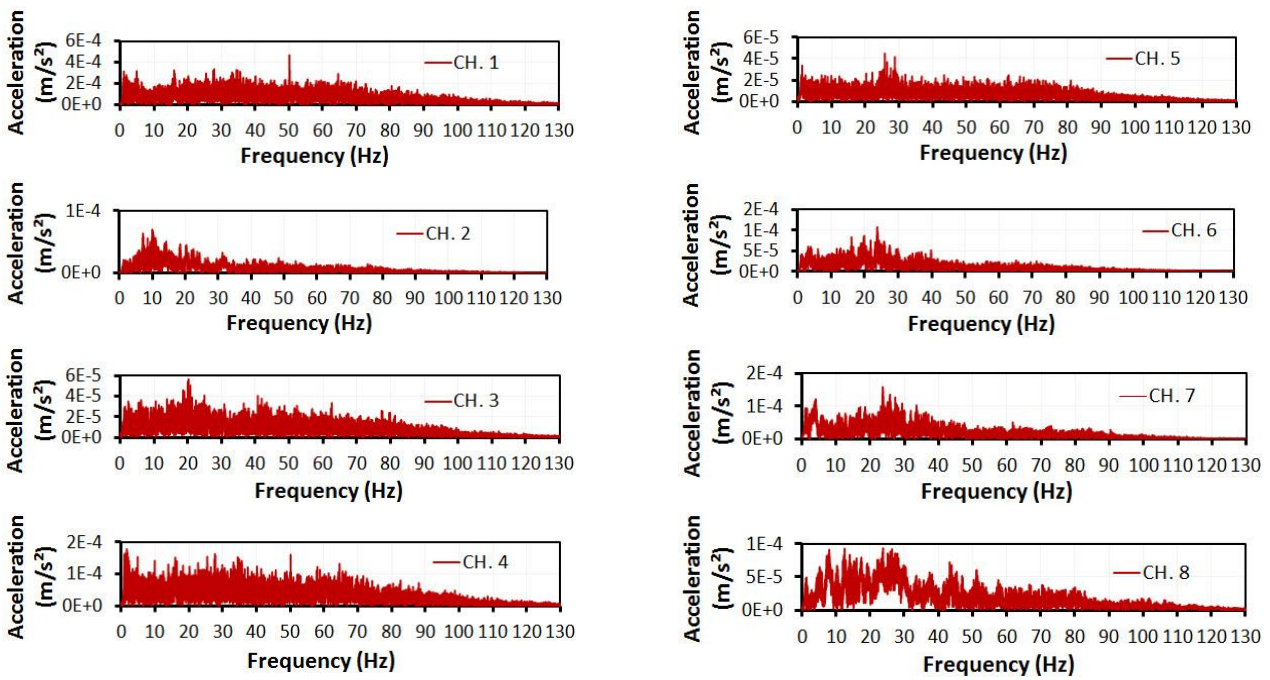 Acceleration
(m/s²)
6E-4
4E-4
2E-4
0E+0
CH. 1
0 10 20 30 40 50 60 70 80 90 100 110 120 130
Frequency (Hz)
Acceleration
(m/s²)
1E-4
0E+0
CH. 2
0 10 20 30 40 50 60 70 80 90 100 110 120 130
Frequency (Hz)
Acceleration
(m/s²)
6E-5
4E-5
2E-5
0E+0
CH. 3
0 10 20 30 40 50 60 70 80 90 100 110 120 130
Frequency (Hz)
Acceleration
(m/s²)
2E-4
1E-4
0E+0
CH. 4
0 10 20 30 40 50 60 70 80 90 100 110 120 130
Frequency (Hz)
Acceleration
(m/s²)
6E-5
4E-5
2E-5
0E+0
CH. 5
0 10 20 30 40 50 60 70 80 90 100 110 120 130
Frequency (Hz)
Acceleration
(m/s²)
2E-4
1E-4
5E-5
0E+0
CH. 6
0 10 20 30 40 50 60 70 80 90 100 110 120 130
Frequency (Hz)
Acceleration
(m/s²)
2E-4
1E-4
0E+0
CH. 7
0 10 20 30 40 50 60 70 80 90 100 110 120 130
Frequency (Hz)
Acceleration
(m/s²)
1E-4
5E-5
0E+0
CH. 8
0 10 20 30 40 50 60 70 80 90 100 110 120 130
Frequency (Hz)